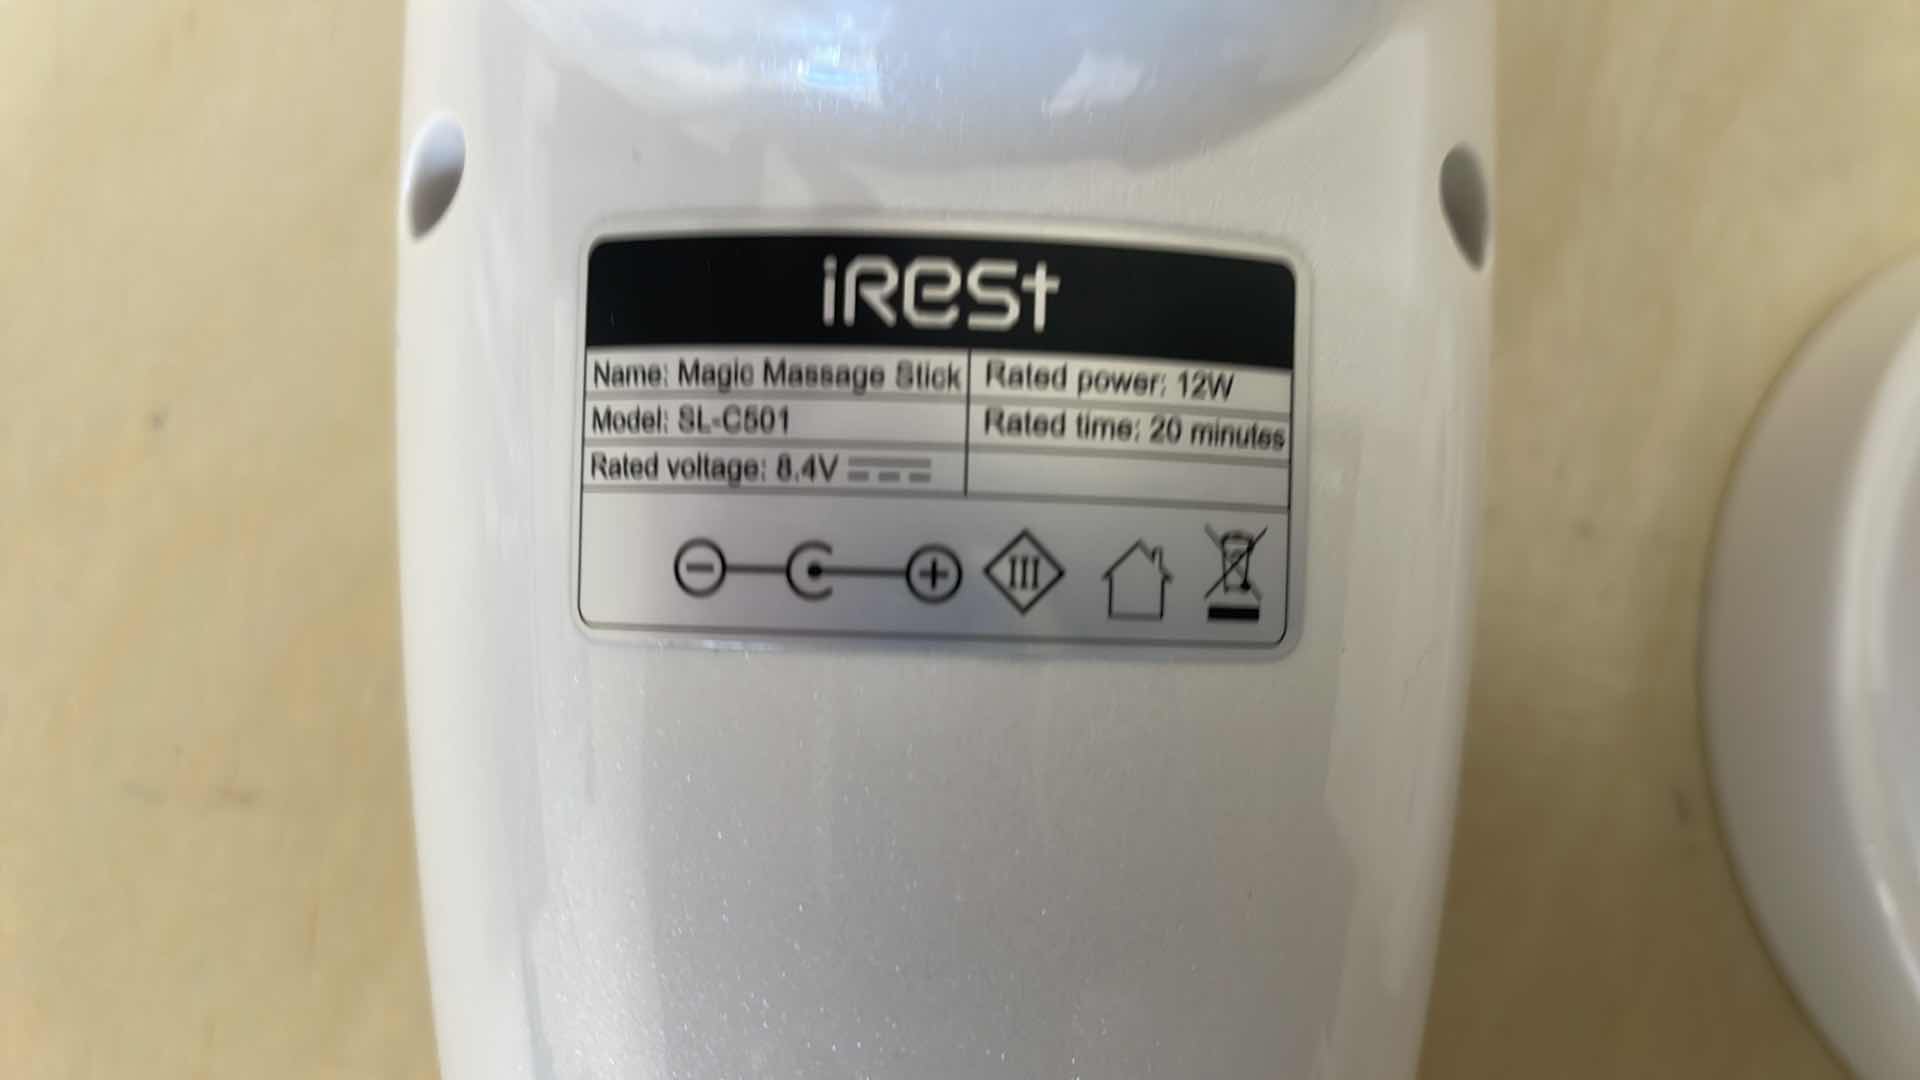 iRest
Name: Magic Massage Stick
Rated power: 12W
Model: SL-C501
Rated time: 20 minutes
Rated voltage: 8.4V
III